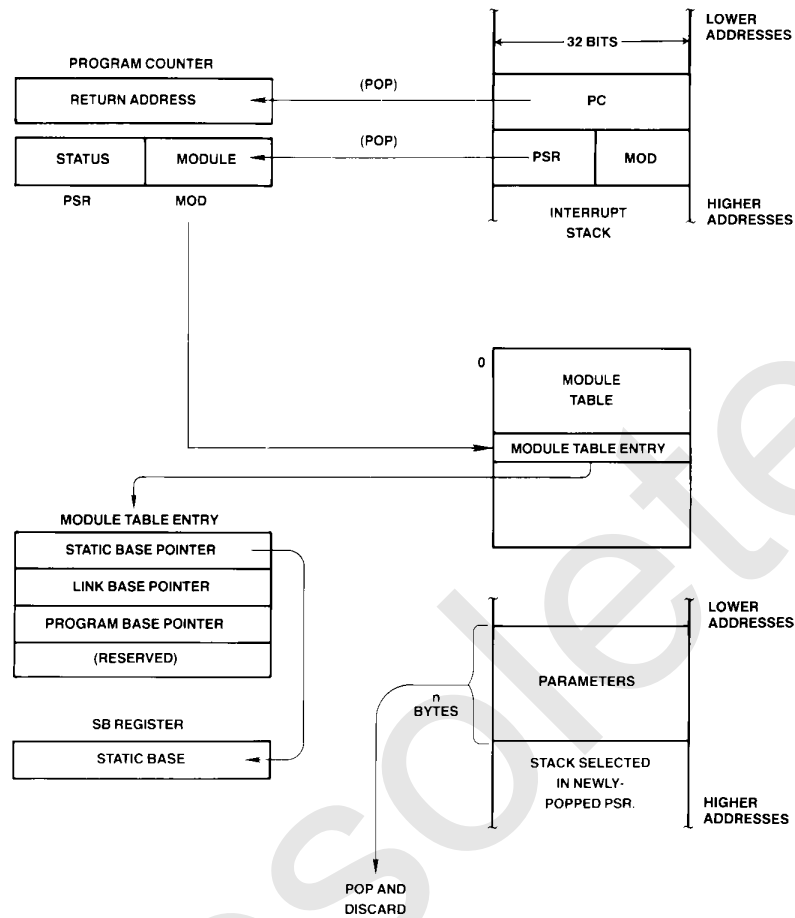 LOWER
ADDRESSES
32 BITS
PROGRAM COUNTER
(POP)
RETURN ADDRESS
PC
(POP)
STATUS
MODULE
PSR
MOD
PSR
MOD
HIGHER
ADDRESSES
INTERRUPT
STACK
0
MODULE
TABLE
MODULE TABLE ENTRY
MODULE TABLE ENTRY
STATIC BASE POINTER
LINK BASE POINTER
PROGRAM BASE POINTER
(RESERVED)
LOWER
ADDRESSES
PARAMETERS
n
BYTES
SB REGISTER
STATIC BASE
STACK SELECTED
IN NEWLY-
POPPED PSR.
HIGHER
ADDRESSES
POP AND
DISCARD
solete